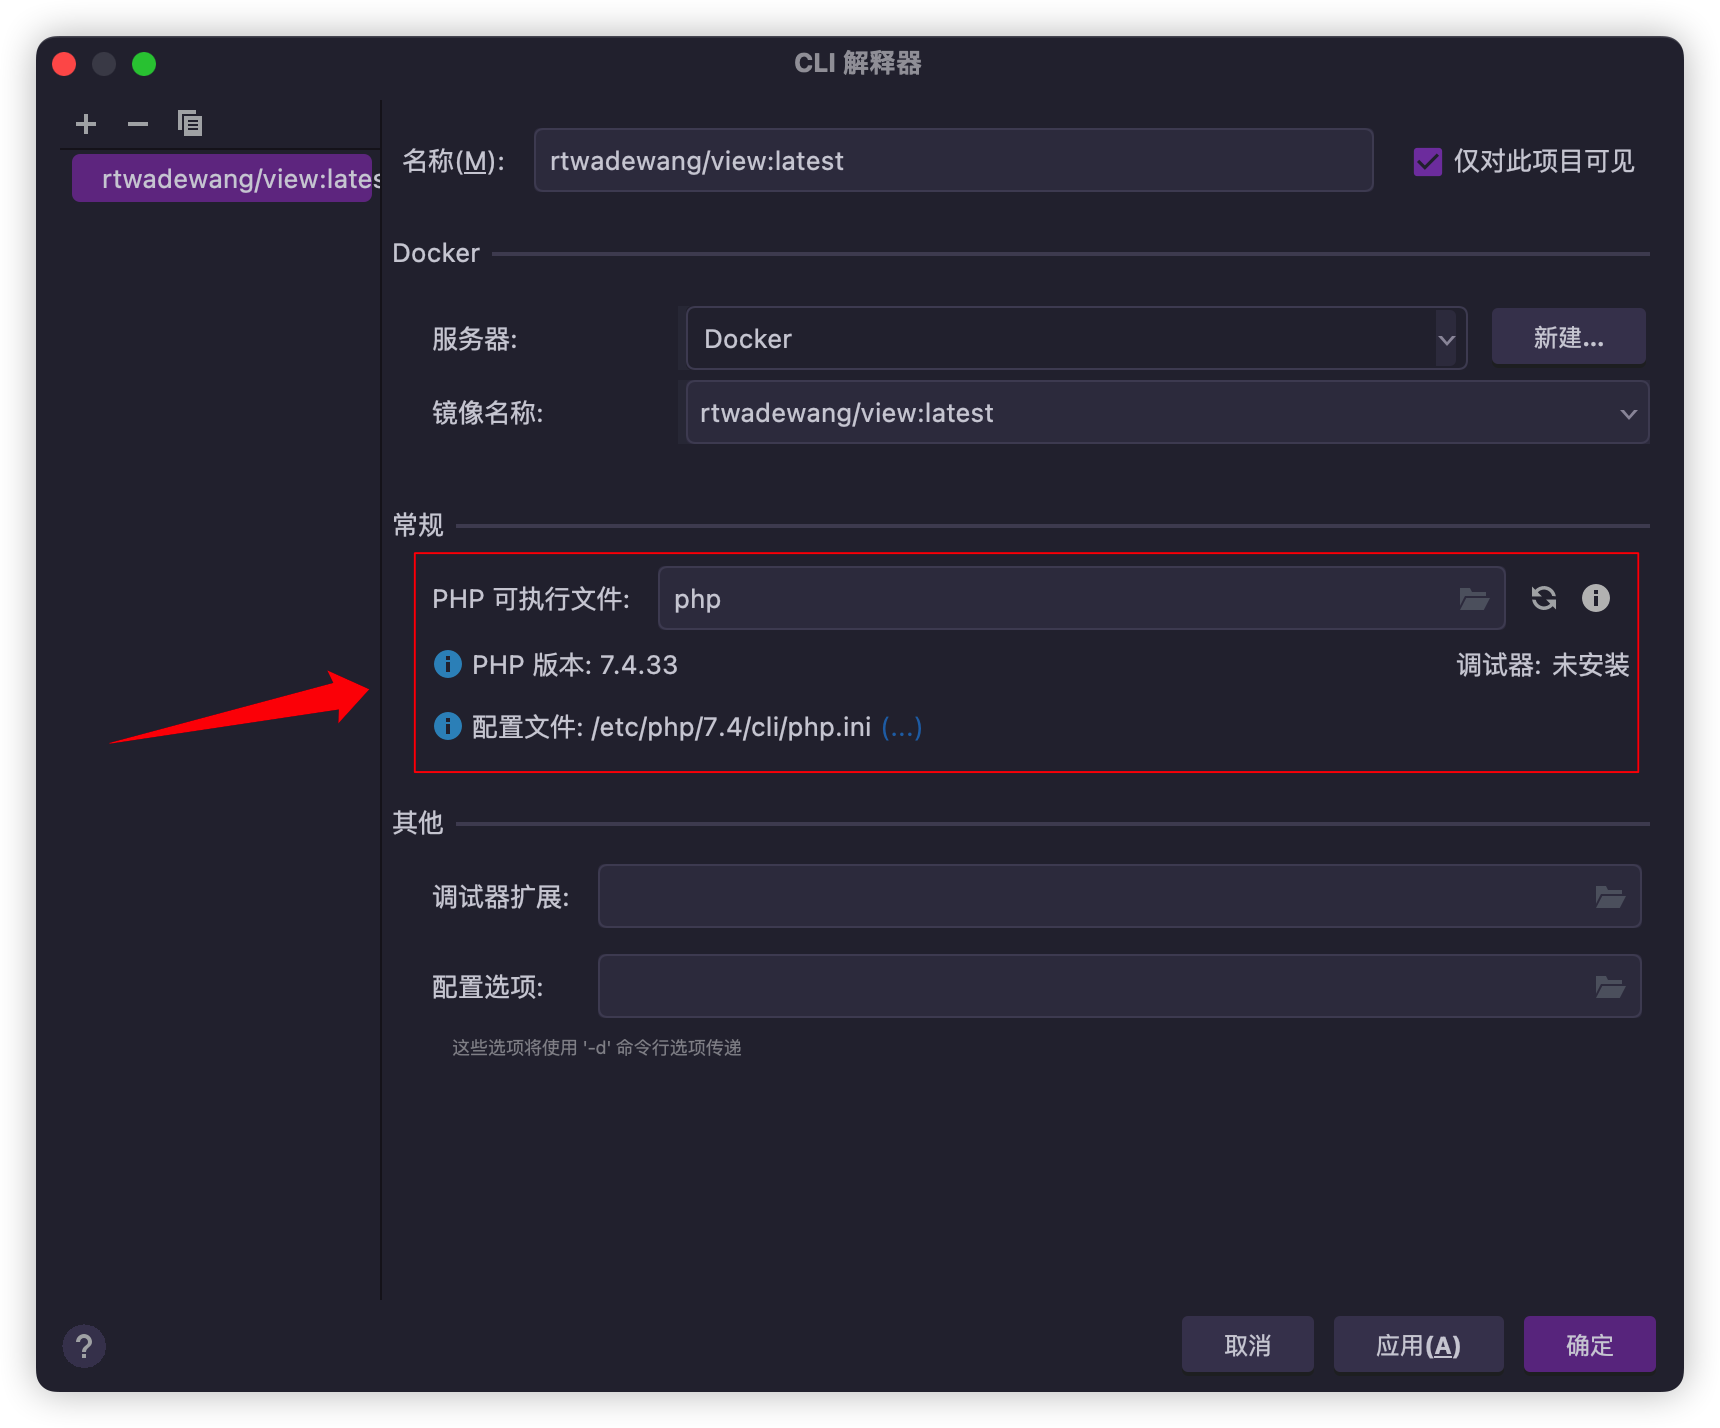 CLI 解释器
rtwadewang/view:lates
名称(M):
rtwadewang/view:latest
仅对此项目可见
Docker
服务器:
Docker
新建...
镜像名称:
rtwadewang/view:latest
常规
PHP 可执行文件:
php
PHP 版本: 7.4.33
调试器: 未安装
配置文件: /etc/php/7.4/cli/php.ini (...)
其他
调试器扩展:
配置选项:
这些选项将使用 '-d' 命令行选项传递
?
取消
应用(A)
确定